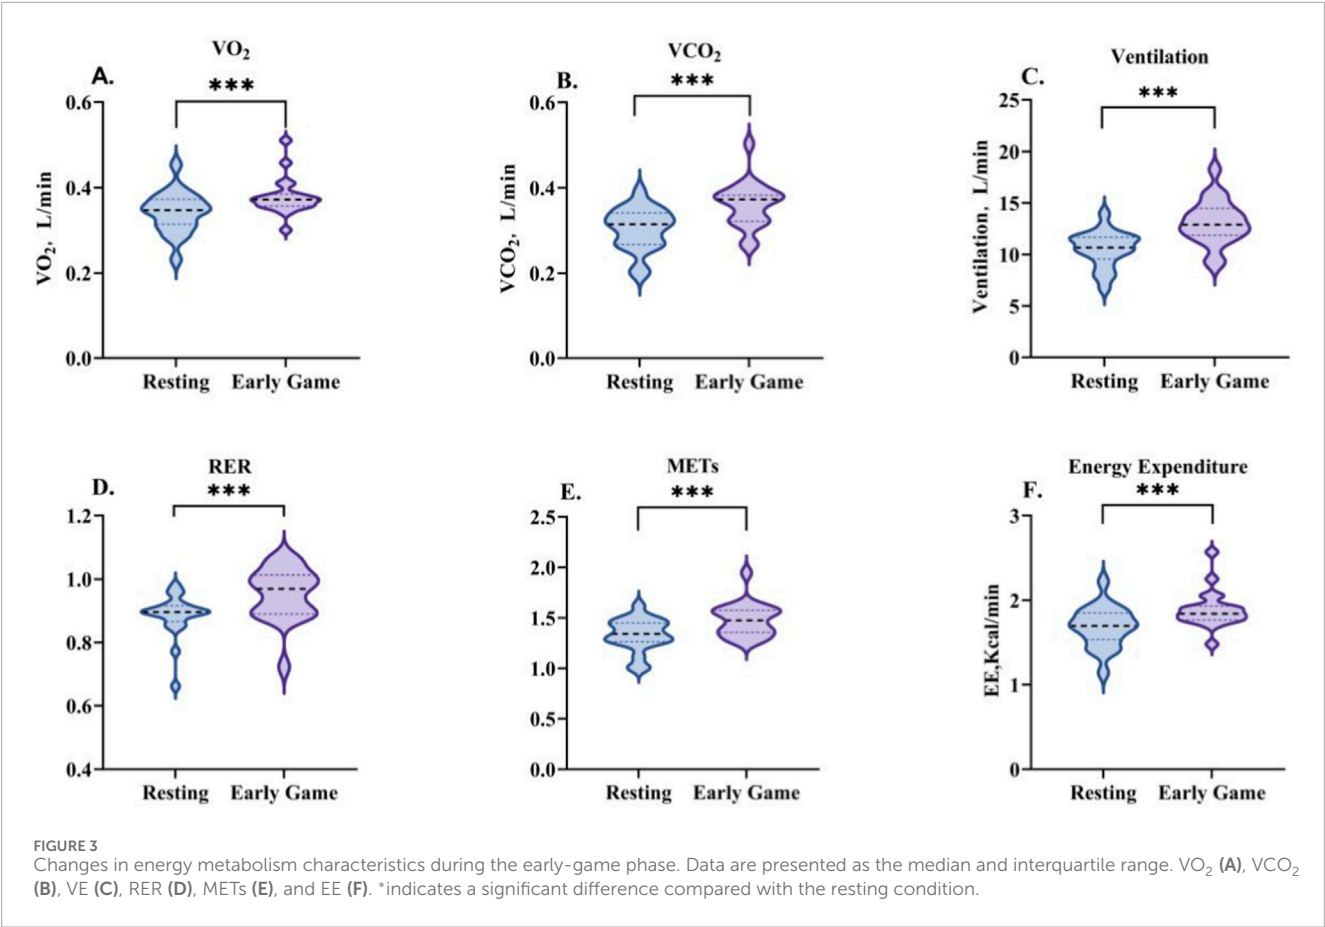 VO2
A.
***
0.6
0.4
0.2
0.0
VO2, L/min
Resting Early Game
VCO2
B.
***
0.6
0.4
0.2
0.0
VCO2, L/min
Resting Early Game
Ventilation
C.
***
25
20
15
10
5
0
Ventilation, L/min
Resting Early Game
RER
D.
***
1.2
1.0
0.8
0.6
0.4
Resting Early Game
METs
E.
***
2.5
2.0
1.5
1.0
0.5
0.0
Resting Early Game
Energy Expenditure
F.
***
3
2
1
0
EE,Kcal/min
Resting Early Game
FIGURE 3
Changes in energy metabolism characteristics during the early-game phase. Data are presented as the median and interquartile range. VO2 (A), VCO2
(B), VE (C), RER (D), METs (E), and EE (F). *indicates a significant difference compared with the resting condition.